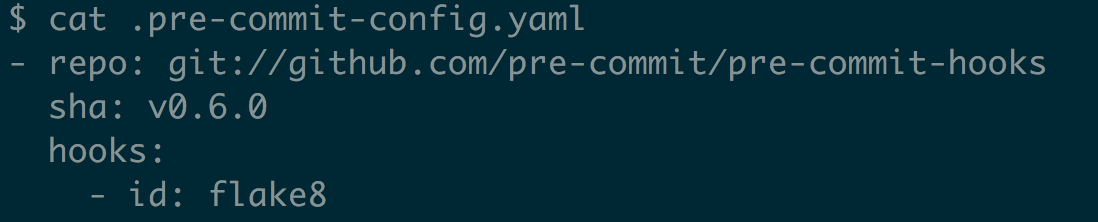 $ cat .pre-commit-config.yaml
- repo: git://github.com/pre-commit/pre-commit-hooks
  sha: v0.6.0
  hooks:
    - id: flake8